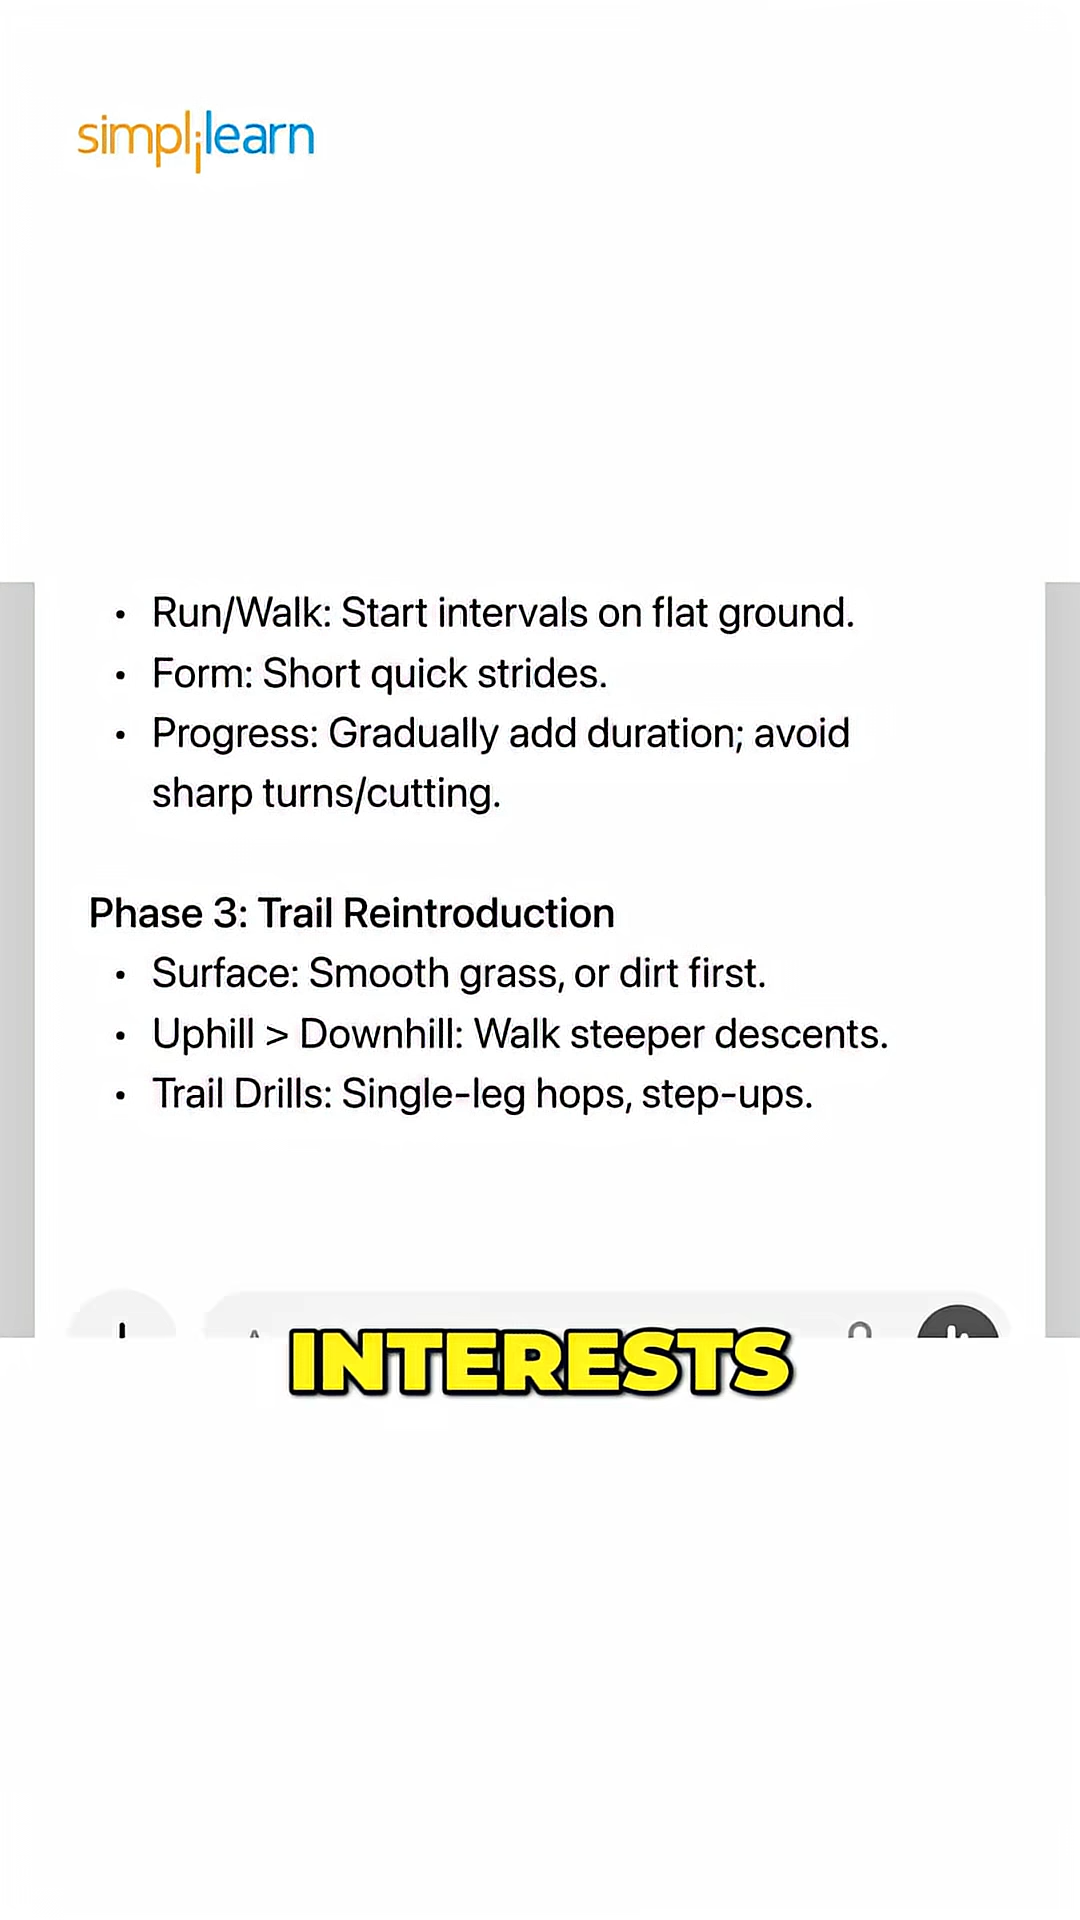 simplilearn
• Run/Walk: Start intervals on flat ground.
• Form: Short quick strides.
• Progress: Gradually add duration; avoid
sharp turns/cutting.
Phase 3: Trail Reintroduction
• Surface: Smooth grass, or dirt first.
• Uphill > Downhill: Walk steeper descents.
• Trail Drills: Single-leg hops, step-ups.
INTERESTS